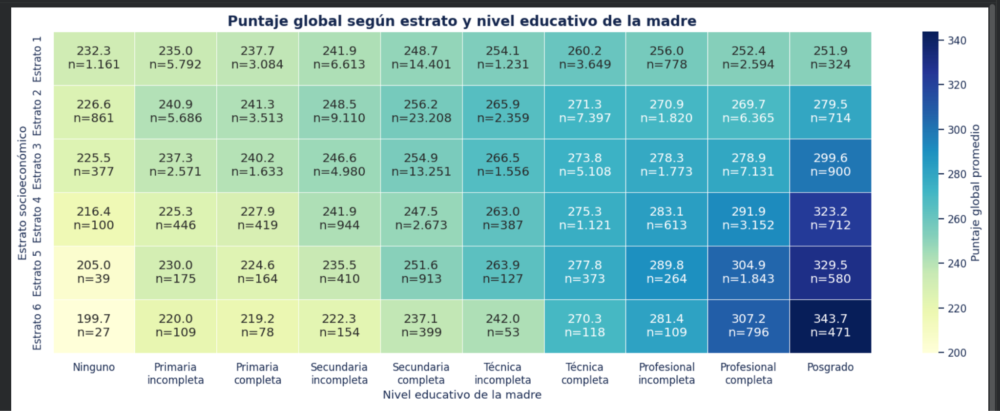 Puntaje global según estrato y nivel educativo de la madre
Estrato socioeconómico
Estrato 1
232.3 235.0 237.7 241.9 248.7 254.1 260.2 256.0 252.4 251.9
n=1.161 n=5.792 n=3.084 n=6.613 n=14.401 n=1.231 n=3.649 n=778 n=2.594 n=324
Estrato 2
226.6 240.9 241.3 248.5 256.2 265.9 271.3 270.9 269.7 279.5
n=861 n=5.686 n=3.513 n=9.110 n=23.208 n=2.359 n=7.397 n=1.820 n=6.365 n=714
Estrato 3
225.5 237.3 240.2 246.6 254.9 266.5 273.8 278.3 278.9 299.6
n=377 n=2.571 n=1.633 n=4.980 n=13.251 n=1.556 n=5.108 n=1.773 n=7.131 n=900
Estrato 4
216.4 225.3 227.9 241.9 247.5 263.0 275.3 283.1 291.9 323.2
n=100 n=446 n=419 n=944 n=2.673 n=387 n=1.121 n=613 n=3.152 n=712
Estrato 5
205.0 230.0 224.6 235.5 251.6 263.9 277.8 289.8 304.9 329.5
n=39 n=175 n=164 n=410 n=913 n=127 n=373 n=264 n=1.843 n=580
Estrato 6
199.7 220.0 219.2 222.3 237.1 242.0 270.3 281.4 307.2 343.7
n=27 n=109 n=78 n=154 n=399 n=53 n=118 n=109 n=796 n=471
Ninguno Primaria Primaria Secundaria Secundaria Técnica Técnica Profesional Profesional Posgrado
incompleta completa incompleta completa incompleta completa incompleta completa
Nivel educativo de la madre
340
320
300
280
260
240
220
200
Puntaje global promedio